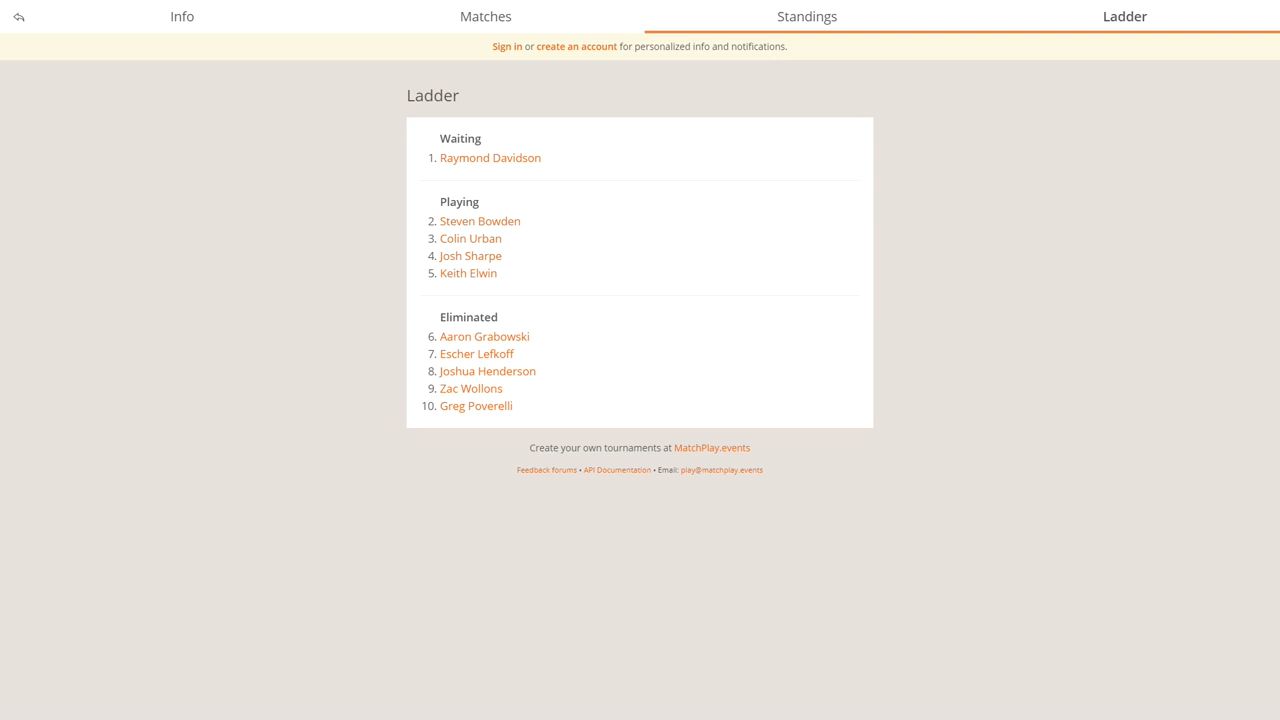 Info Matches Standings Ladder
Sign in or create an account for personalized info and notifications.
Ladder
Waiting
1. Raymond Davidson
Playing
2. Steven Bowden
3. Colin Urban
4. Josh Sharpe
5. Keith Elwin
Eliminated
6. Aaron Grabowski
7. Escher Lefkoff
8. Joshua Henderson
9. Zac Wollons
10. Greg Poverelli
Create your own tournaments at MatchPlay.events
Feedback forums • API Documentation • Email: play@matchplay.events